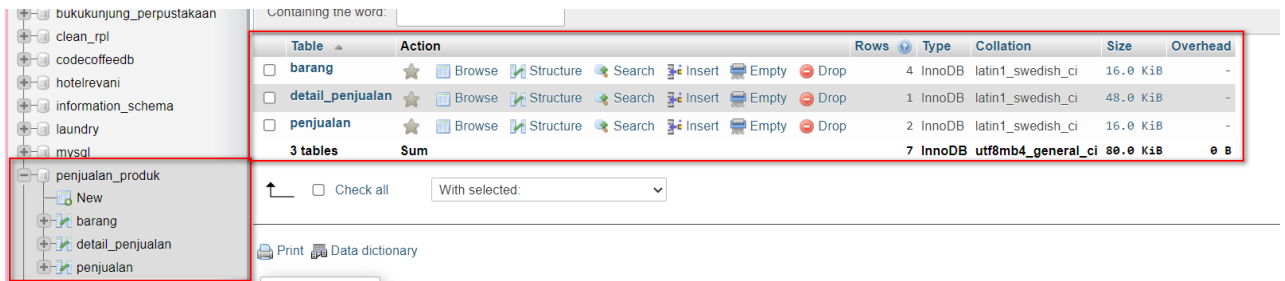 bukukunjung_perpustakaan
clean_rpl
codecoffeedb
hotelrevani
information_schema
laundry
mysql
penjualan_produk
New
barang
detail_penjualan
penjualan
Containing the word:
Table Action Rows Type Collation Size Overhead
barang Browse Structure Search Insert Empty Drop 4 InnoDB latin1_swedish_ci 16.0 KiB -
detail_penjualan Browse Structure Search Insert Empty Drop 1 InnoDB latin1_swedish_ci 48.0 KiB -
penjualan Browse Structure Search Insert Empty Drop 2 InnoDB latin1_swedish_ci 16.0 KiB -
3 tables Sum 7 InnoDB utf8mb4_general_ci 80.0 KiB 0 B
Check all With selected:
Print Data dictionary